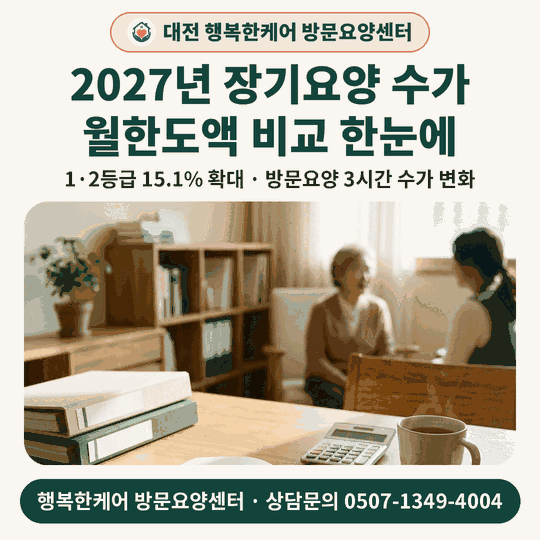 대전 행복한케어 방문요양센터
2027년 장기요양 수가
월한도액 비교 한눈에
1·2등급 15.1% 확대 · 방문요양 3시간 수가 변화
행복한케어 방문요양센터 · 상담문의 0507-1349-4004